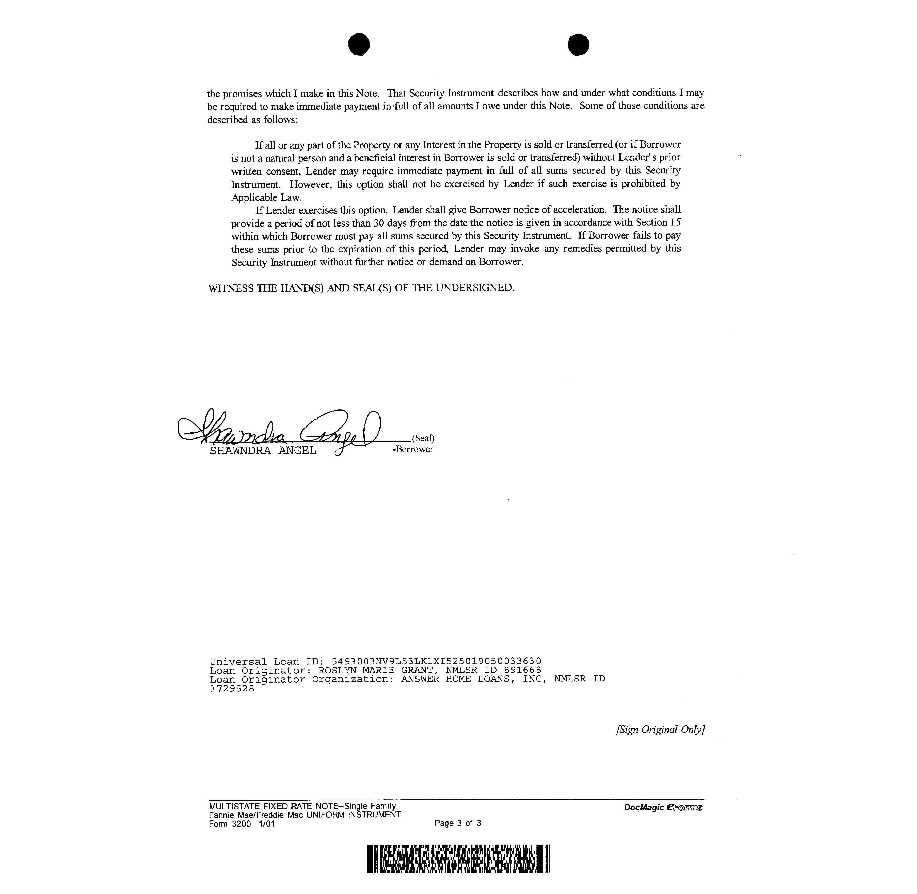 the promises which I make in this Note. That Security Instrument describes how and under what conditions I may
be required to make immediate payment in full of all amounts I owe under this Note. Some of those conditions are
described as follows:
If all or any part of the Property or any Interest in the Property is sold or transferred (or if Borrower
is not a natural person and a beneficial interest in Borrower is sold or transferred) without Lender's prior
written consent, Lender may require immediate payment in full of all sums secured by this Security
Instrument. However, this option shall not be exercised by Lender if such exercise is prohibited by
Applicable Law.
If Lender exercises this option, Lender shall give Borrower notice of acceleration. The notice shall
provide a period of not less than 30 days from the date the notice is given in accordance with Section 15
within which Borrower must pay all sums secured by this Security Instrument. If Borrower fails to pay
these sums prior to the expiration of this period, Lender may invoke any remedies permitted by this
Security Instrument without further notice or demand on Borrower.
WITNESS THE HAND(S) AND SEAL(S) OF THE UNDERSIGNED.
Shawndra Angel (Seal)
SHAWNDRA ANGEL -Borrower
Universal Loan ID:
Loan Originator: ROSLYN MARIE GRANT, NMLSR ID 891668
Loan Originator Organization: ANSWER HOME LOANS, INC, NMLSR ID
1729528
[Sign Original Only]
MULTISTATE FIXED RATE NOTE--Single Family
Fannie Mae/Freddie Mac UNIFORM INSTRUMENT
Form 3200 1/01
Page 3 of 3
DocMagic